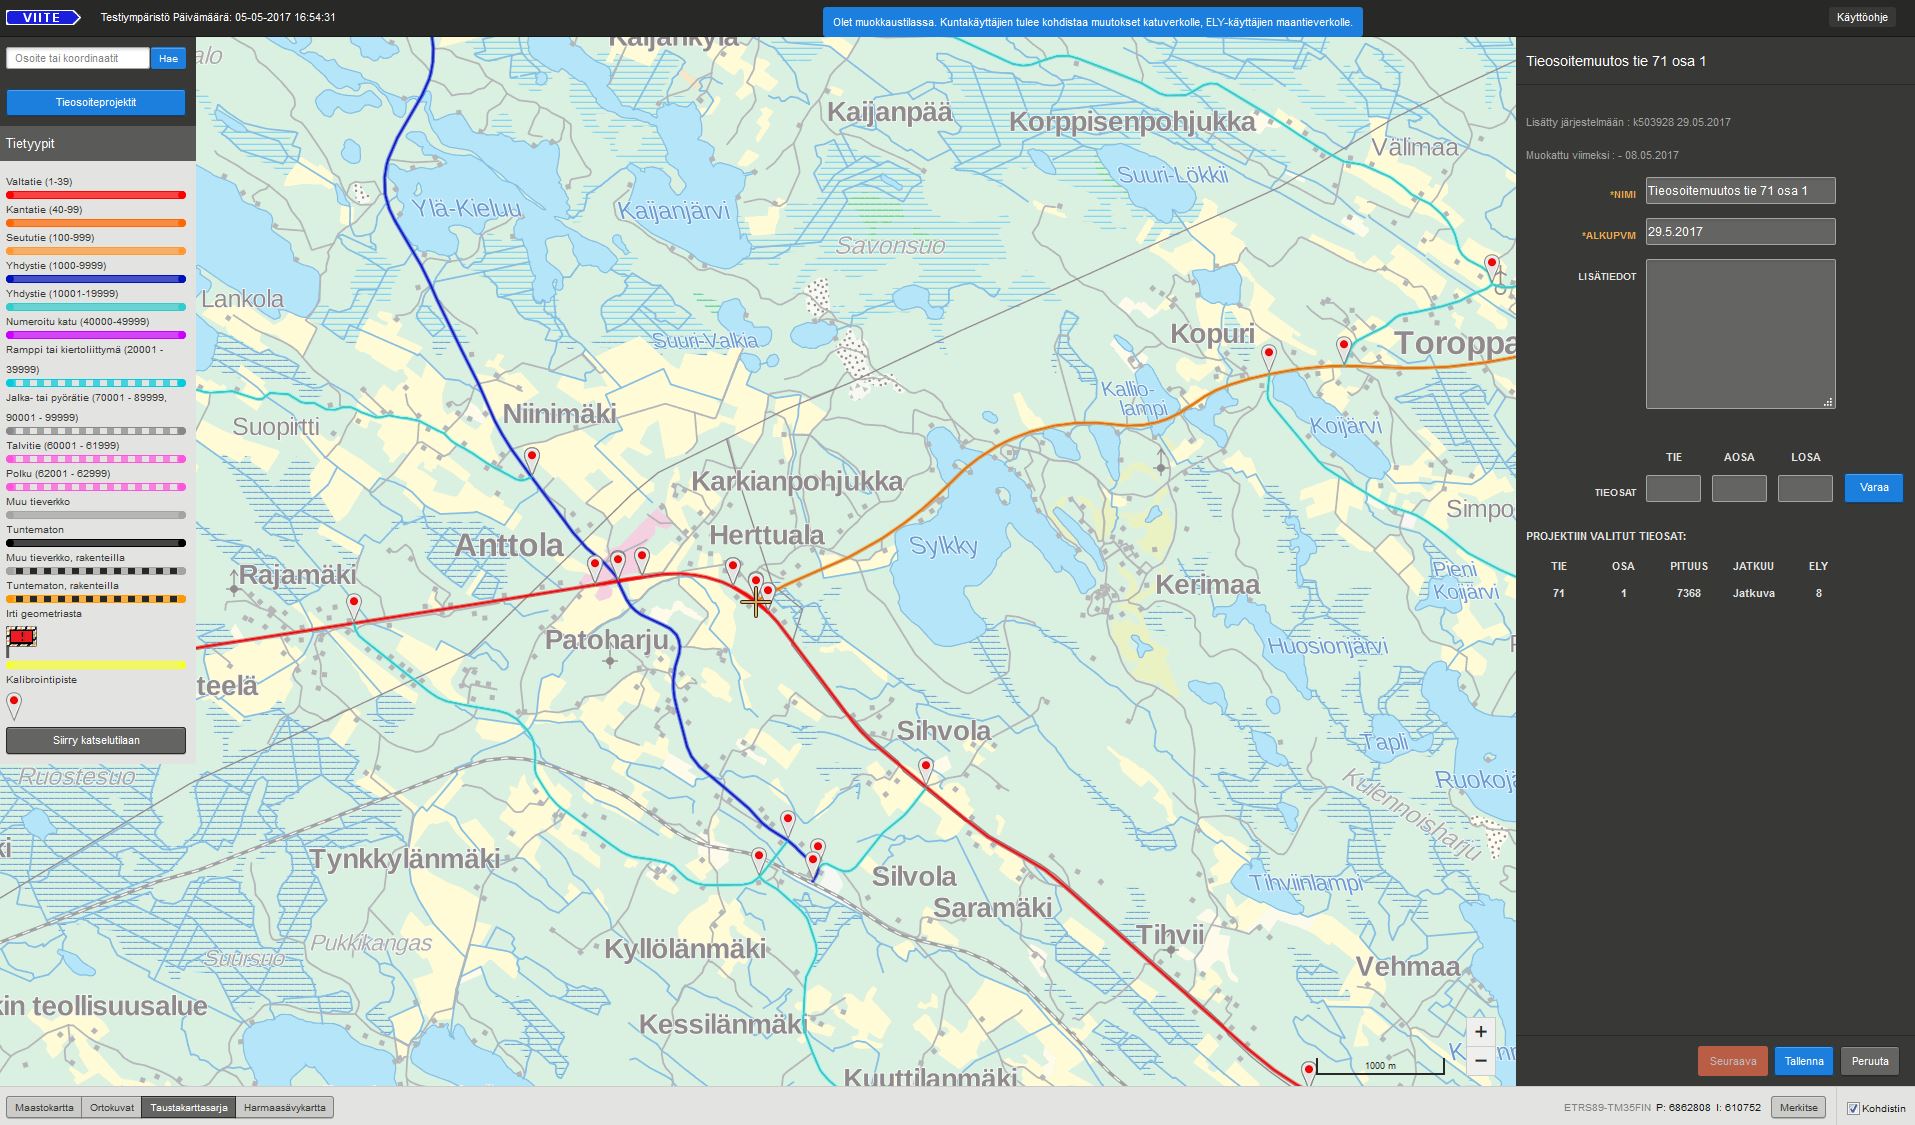 VIITE
Testiympäristö Päivämäärä: 05-05-2017 16:54:31
Olet muokkaustilassa. Kuntakäyttäjien tulee kohdistaa muutokset katuverkolle, ELY-käyttäjien maantieverkolle.
Käyttöohje
Osoite tai koordinaatit
Hae
Tieosoiteprojektit
Tietyypit
Valtatie (1-39)
Kantatie (40-99)
Seututie (100-999)
Yhdystie (1000-9999)
Yhdystie (10001-19999)
Numeroitu katu (40000-49999)
Ramppi tai kiertoliittymä (20001 -
39999)
Jalka- tai pyörätie (70001 - 89999,
90001 - 99999)
Talvitie (60001 - 61999)
Polku (62001 - 62999)
Muu tieverkko
Tuntematon
Muu tieverkko, rakenteilla
Tuntematon, rakenteilla
Irti geometriasta
Kalibrointipiste
Siirry katselutilaan
Kaijankylä
alo
Kaijanpää
Korppisenpohjukka
Välimaa
Suuri-Lökkii
Ylä-Kieluu
Kaijanjärvi
Savonsuo
Lankola
Suuri-Valkia
Kopuri
Toroppa
Kallio-
lampi
Niinimäki
Suopirtti
Koijärvi
Karkianpohjukka
Simpo
Herttuala
Anttola
Sylkky
Rajamäki
Kerimaa
Pieni
Koijärvi
Patoharju
Huosionjärvi
teelä
Sihvola
Tapli
Ruostesuo
Kulennoisharju
Ruokojä
ki
Tynkkylänmäki
Silvola
Tihviinlampi
Saramäki
Pukkikangas
Suursuo
Kyllölänmäki
Tihvii
Vehmaa
kin teollisuusalue
Kessilänmäki
Kuuttilanmäki
+
−
1000 m
Tieosoitemuutos tie 71 osa 1
Lisätty järjestelmään : k503928 29.05.2017
Muokattu viimeksi : - 08.05.2017
*NIMI Tieosoitemuutos tie 71 osa 1
*ALKUPVM 29.5.2017
LISÄTIEDOT
TIE AOSA LOSA
TIEOSAT Varaa
PROJEKTIIN VALITUT TIEOSAT:
TIE OSA PITUUS JATKUU ELY
71 1 7368 Jatkuva 8
Seuraava Tallenna Peruuta
Maastokartta Ortokuvat Taustakarttasarja Harmaasävykartta
ETRS89-TM35FIN P: 6862808 I: 610752 Merkitse Kohdistin